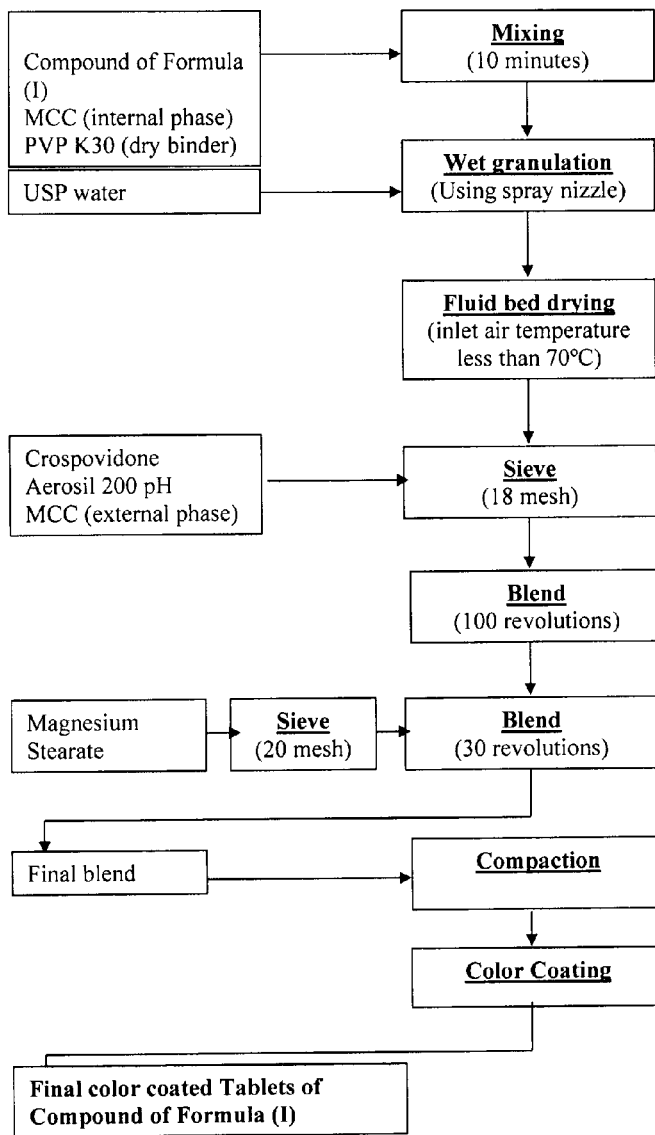 Compound of Formula
(I)
MCC (internal phase)
PVP K30 (dry binder)
Mixing
(10 minutes)
USP water
Wet granulation
(Using spray nizzle)
Fluid bed drying
(inlet air temperature
less than 70°C)
Crospovidone
Aerosil 200 pH
MCC (external phase)
Sieve
(18 mesh)
Blend
(100 revolutions)
Magnesium
Stearate
Sieve
(20 mesh)
Blend
(30 revolutions)
Final blend
Compaction
Color Coating
Final color coated Tablets of
Compound of Formula (I)